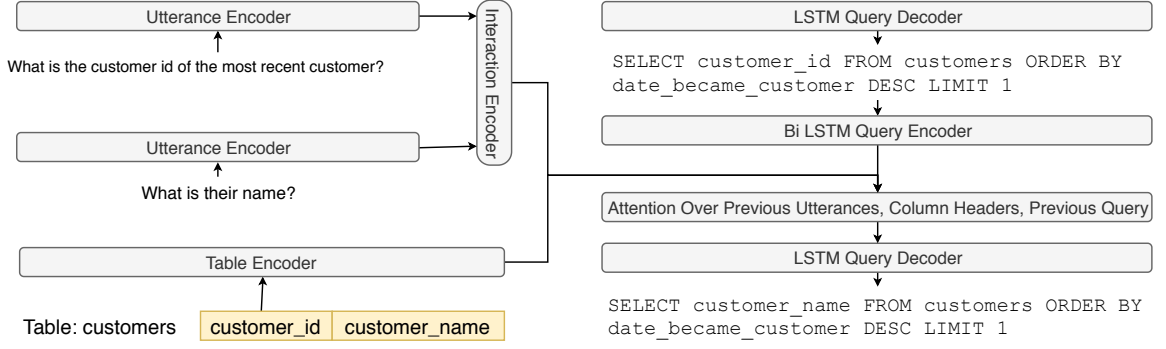 Utterance Encoder
What is the customer id of the most recent customer?
Utterance Encoder
What is their name?
Interaction Encoder
Table Encoder
Table: customers customer_id customer_name
LSTM Query Decoder
SELECT customer_id FROM customers ORDER BY
date_became_customer DESC LIMIT 1
Bi LSTM Query Encoder
Attention Over Previous Utterances, Column Headers, Previous Query
LSTM Query Decoder
SELECT customer_name FROM customers ORDER BY
date_became_customer DESC LIMIT 1